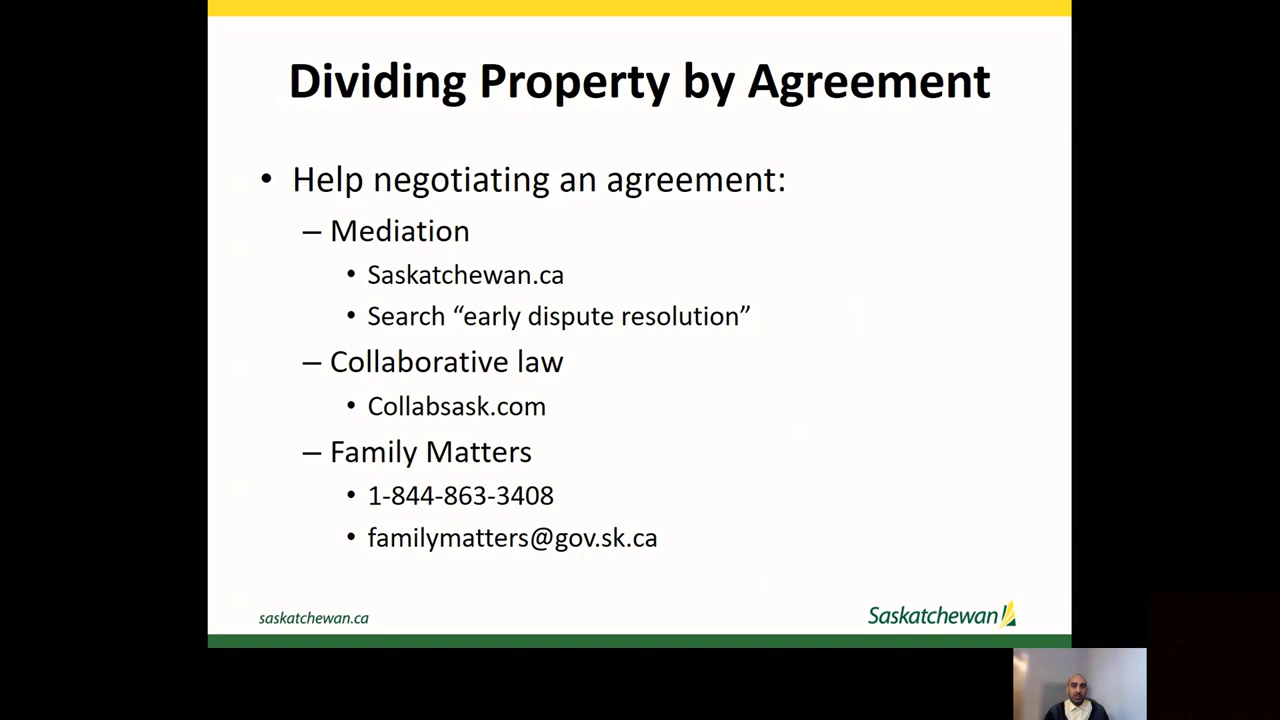 Dividing Property by Agreement
• Help negotiating an agreement:
– Mediation
• Saskatchewan.ca
• Search “early dispute resolution”
– Collaborative law
• Collabsask.com
– Family Matters
• 1-844-863-3408
• familymatters@gov.sk.ca
saskatchewan.ca
Saskatchewan